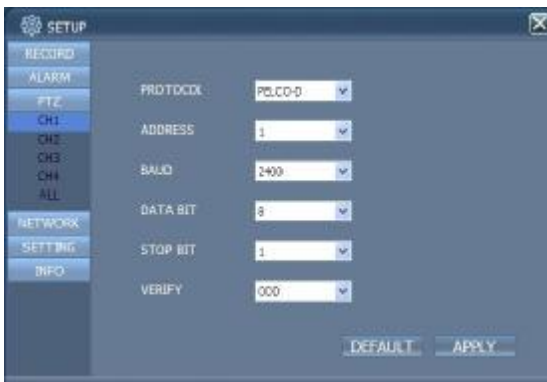 SETUP
RECORD
ALARM
PTZ
CH1
CH2
CH3
CH4
ALL
NETWORK
SETTING
INFO
PROTOCOL PELCO-D
ADDRESS 1
BAUD 2400
DATA BIT 8
STOP BIT 1
VERIFY ODD
DEFAULT APPLY